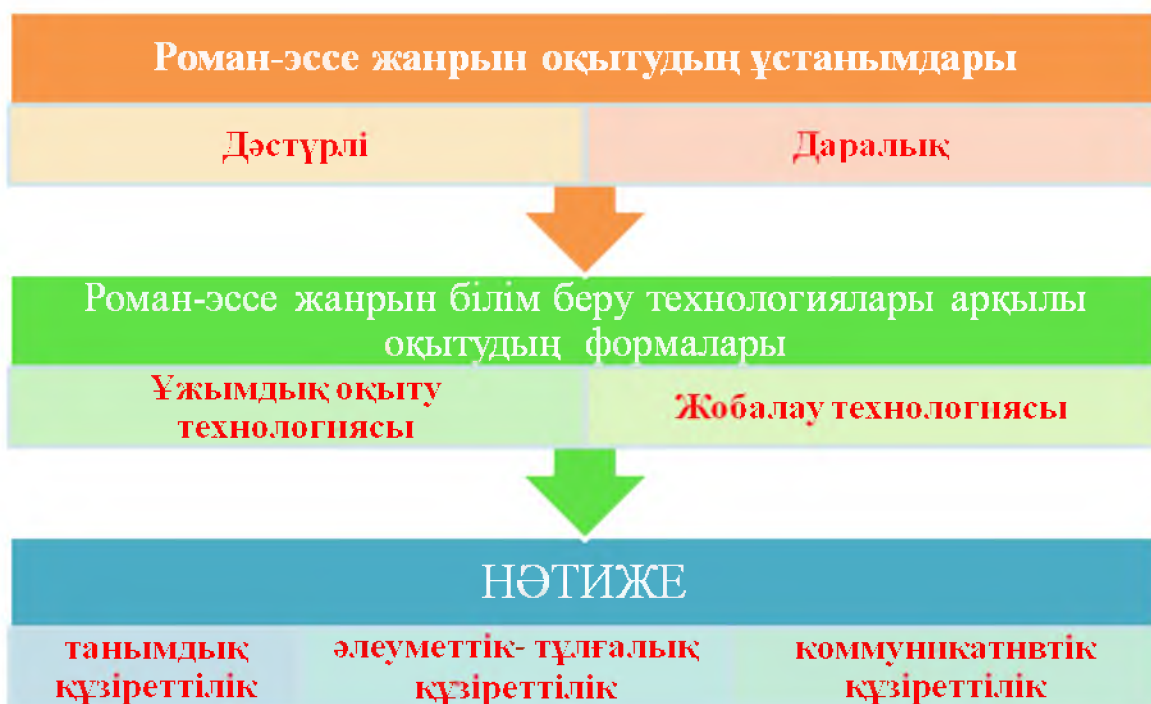 Роман-эссе жанрын оқытудың ұстанымдары
Дәстүрлі
Даралық
Роман-эссе жанрын білім беру технологиялары арқылы
оқытудың формалары
Ұжымдық оқыту
технологиясы
Жобалау технологиясы
НӘТИЖЕ
танымдық
құзіреттілік
әлеуметтік- тұлғалық
құзіреттілік
коммуникатнвтік
құзіреттілік